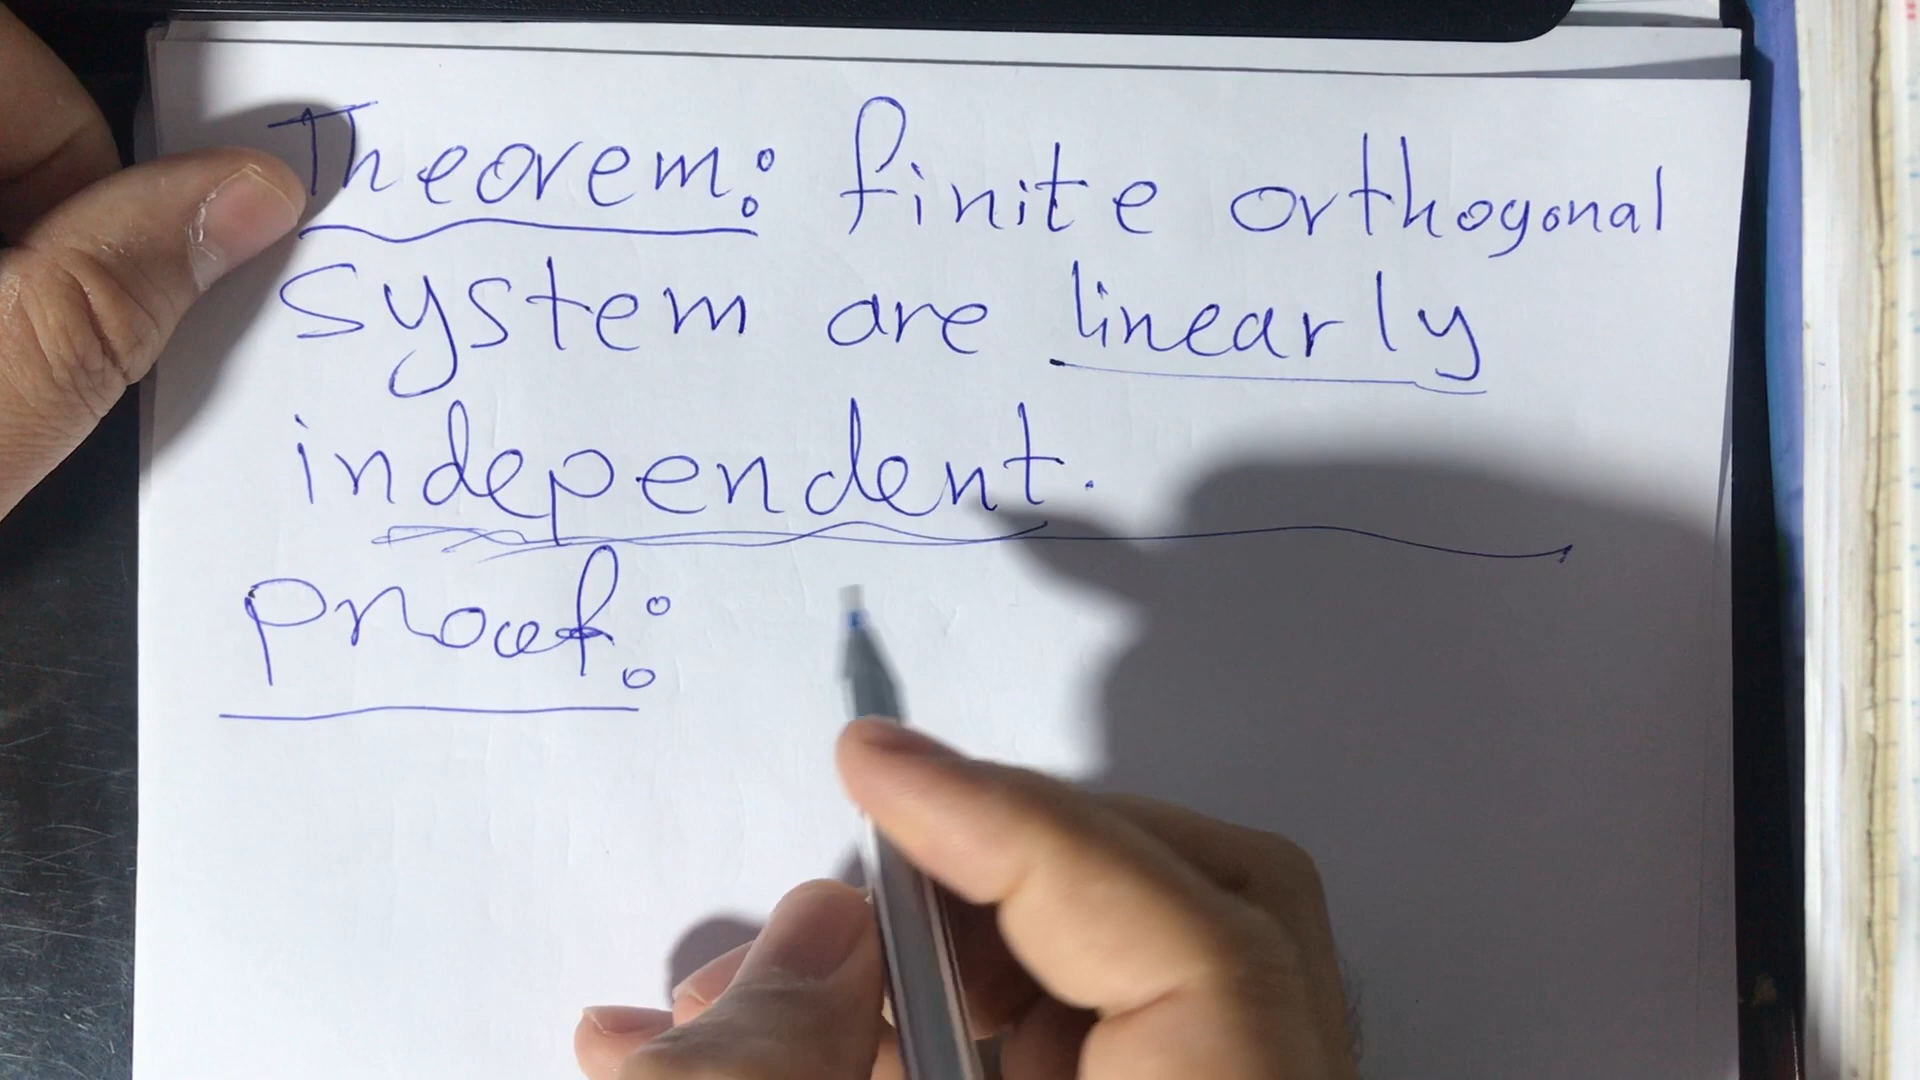 Theorem: finite orthogonal
system are linearly
independent.
proof: